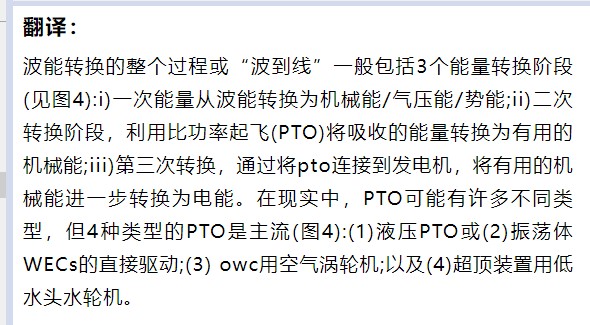 翻译：
波能转换的整个过程或“波到线”一般包括3个能量转换阶段
(见图4):i)一次能量从波能转换为机械能/气压能/势能;ii)二次
转换阶段，利用比功率起飞(PTO)将吸收的能量转换为有用的
机械能;iii)第三次转换，通过将pto连接到发电机，将有用的机
械能进一步转换为电能。在现实中，PTO可能有许多不同类
型，但4种类型的PTO是主流(图4):(1)液压PTO或(2)振荡体
WECs的直接驱动;(3) owc用空气涡轮机;以及(4)超顶装置用低
水头水轮机。